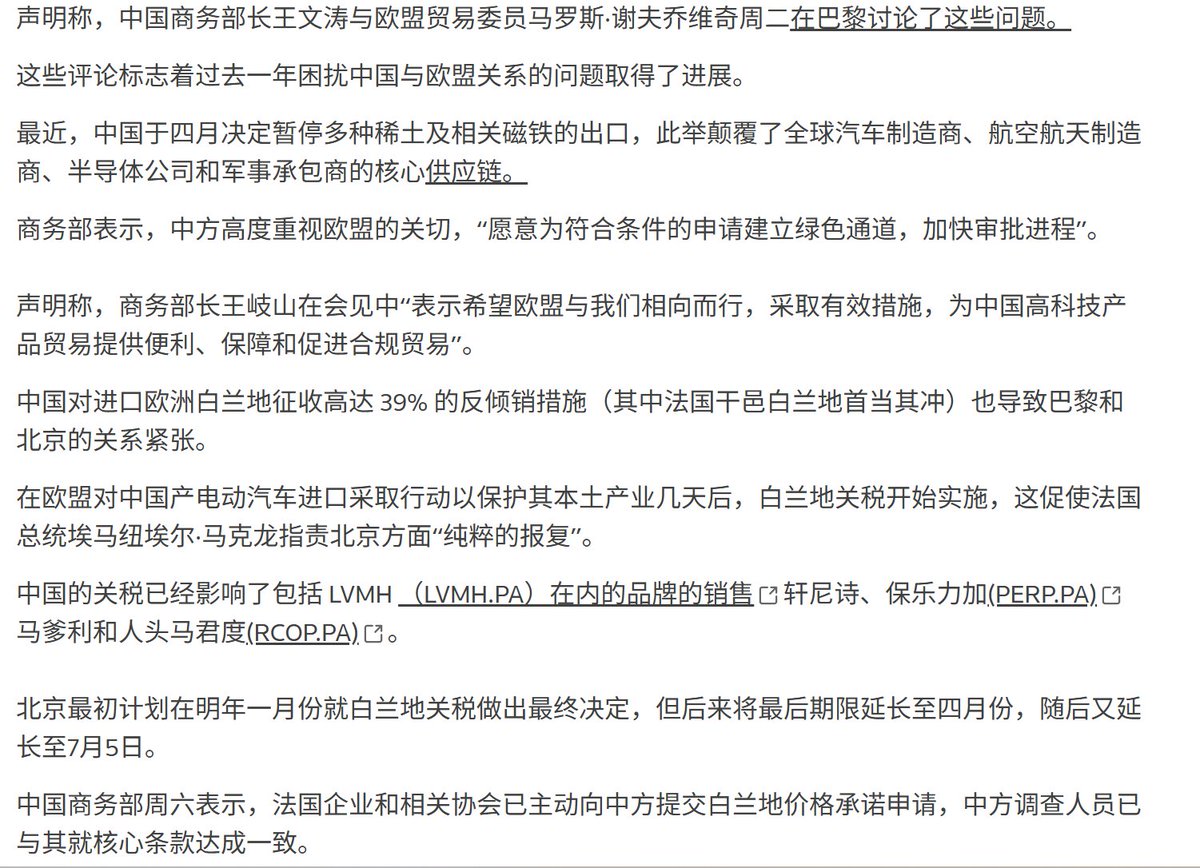 声明称，中国商务部长王文涛与欧盟贸易委员马罗斯·谢夫乔维奇周二在巴黎讨论了这些问题。
这些评论标志着过去一年困扰中国与欧盟关系的问题取得了进展。
最近，中国于四月决定暂停多种稀土及相关磁铁的出口，此举颠覆了全球汽车制造商、航空航天制造
商、半导体公司和军事承包商的核心供应链。
商务部表示，中方高度重视欧盟的关切，“愿意为符合条件的申请建立绿色通道，加快审批进程”。
声明称，商务部长王岐山在会见中“表示希望欧盟与我们相向而行，采取有效措施，为中国高科技产
品贸易提供便利、保障和促进合规贸易”。
中国对进口欧洲白兰地征收高达 39% 的反倾销措施（其中法国干邑白兰地首当其冲）也导致巴黎和
北京的关系紧张。
在欧盟对中国产电动汽车进口采取行动以保护其本土产业几天后，白兰地关税开始实施，这促使法国
总统埃马纽埃尔·马克龙指责北京方面“纯粹的报复”。
中国的关税已经影响了包括 LVMH （LVMH.PA）在内的品牌的销售 轩尼诗、保乐力加(PERP.PA)
马爹利和人头马君度(RCOP.PA) 。
北京最初计划在明年一月份就白兰地关税做出最终决定，但后来将最后期限延长至四月份，随后又延
长至7月5日。
中国商务部周六表示，法国企业和相关协会已主动向中方提交白兰地价格承诺申请，中方调查人员已
与其就核心条款达成一致。